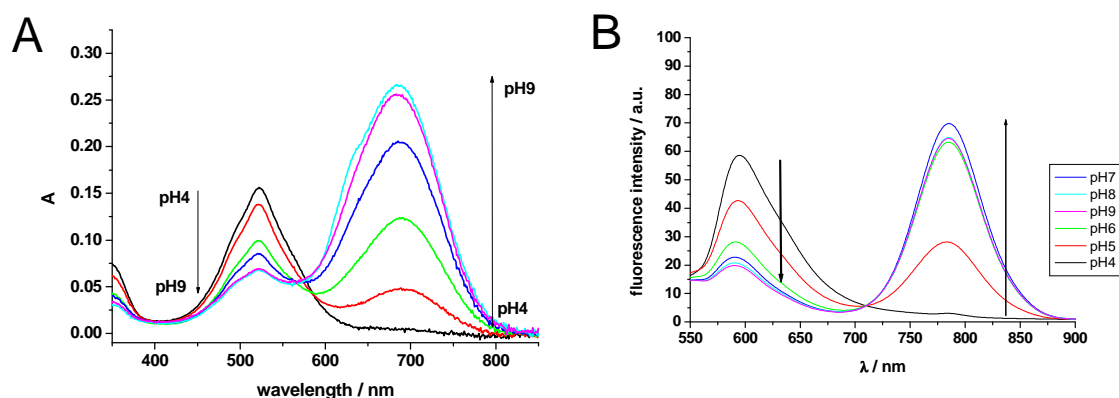 A
0.30
0.25
0.20
0.15
0.10
0.05
0.00
A
pH4
pH9
pH9
pH4
400
500
600
700
800
wavelength / nm
B
100
90
80
70
60
50
40
30
20
10
0
fluorescence intensity / a.u.
550
600
650
700
750
800
850
900
λ / nm
pH7
pH8
pH9
pH6
pH5
pH4